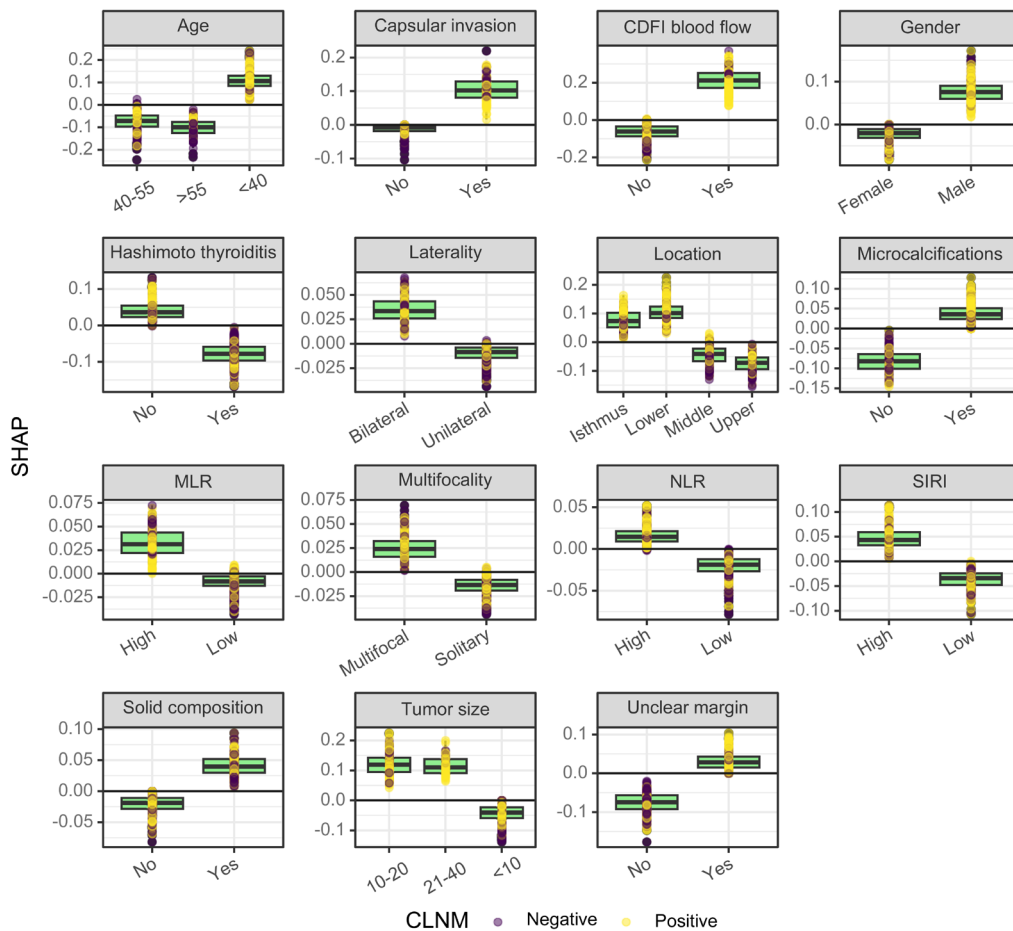 Age
Capsular invasion
CDFI blood flow
Gender
0.2
0.1
0.0
-0.1
-0.2
40-55
>55
<40
0.2
0.1
0.0
-0.1
No
Yes
0.2
0.0
-0.2
No
Yes
0.1
0.0
Female
Male
Hashimoto thyroiditis
Laterality
Location
Microcalcifications
0.1
0.0
-0.1
No
Yes
0.050
0.025
0.000
-0.025
Bilateral
Unilateral
0.2
0.1
0.0
-0.1
Isthmus
Lower
Middle
Upper
0.10
0.05
0.00
-0.05
-0.10
-0.15
No
Yes
SHAP
MLR
Multifocality
NLR
SIRI
0.075
0.050
0.025
0.000
-0.025
High
Low
0.075
0.050
0.025
0.000
-0.025
Multifocal
Solitary
0.05
0.00
-0.05
High
Low
0.10
0.05
0.00
-0.05
-0.10
High
Low
Solid composition
Tumor size
Unclear margin
0.10
0.05
0.00
-0.05
No
Yes
0.2
0.1
0.0
-0.1
10-20
21-40
<10
0.1
0.0
-0.1
No
Yes
CLNM Negative Positive